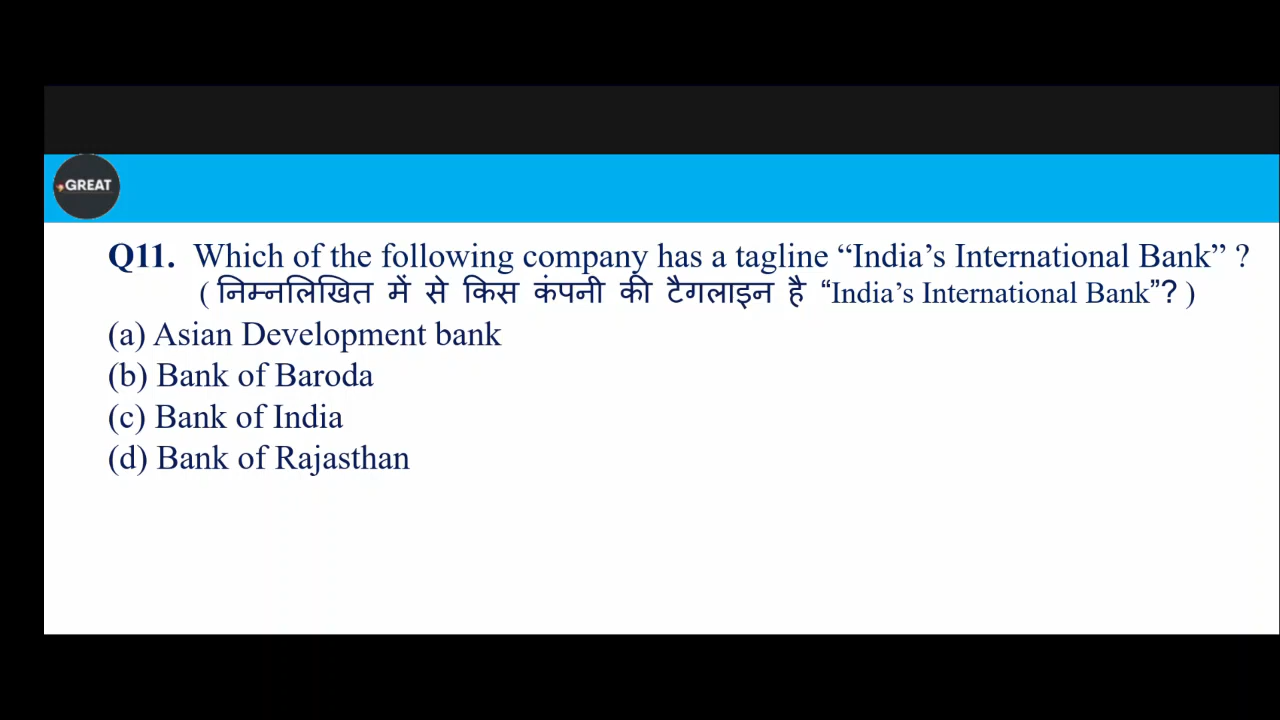 GREAT
Q11. Which of the following company has a tagline “India’s International Bank” ?
( निम्नलिखित में से किस कंपनी की टैगलाइन है “India’s International Bank”? )
(a) Asian Development bank
(b) Bank of Baroda
(c) Bank of India
(d) Bank of Rajasthan